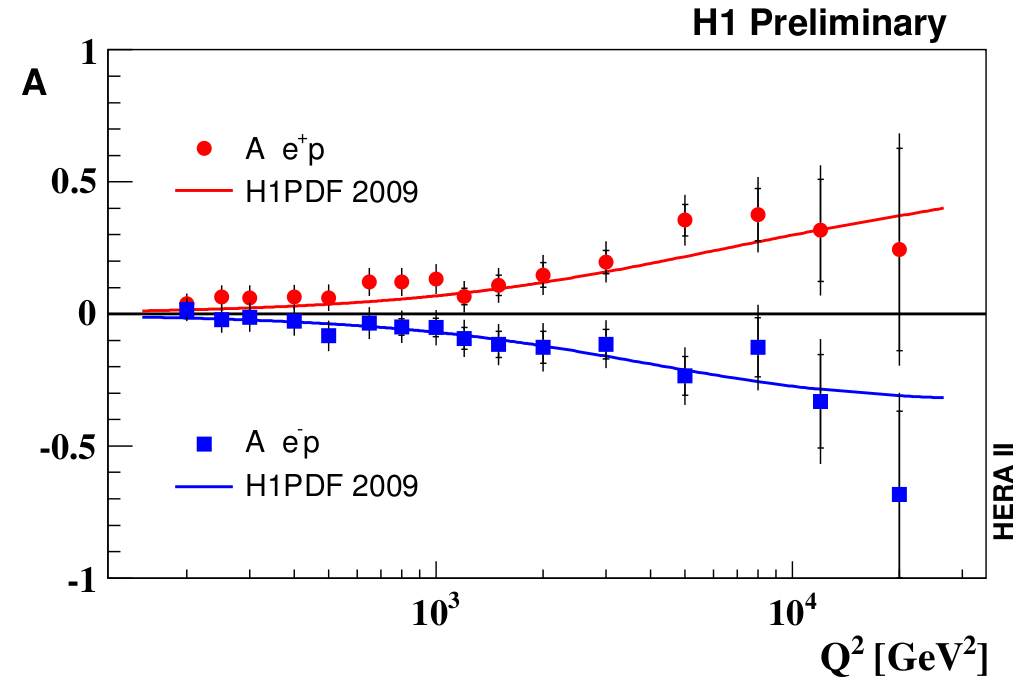 H1 Preliminary
A
1
0.5
0
-0.5
-1
A e⁺p
H1PDF 2009
A e⁻p
H1PDF 2009
HERA II
10³
10⁴
Q² [GeV²]